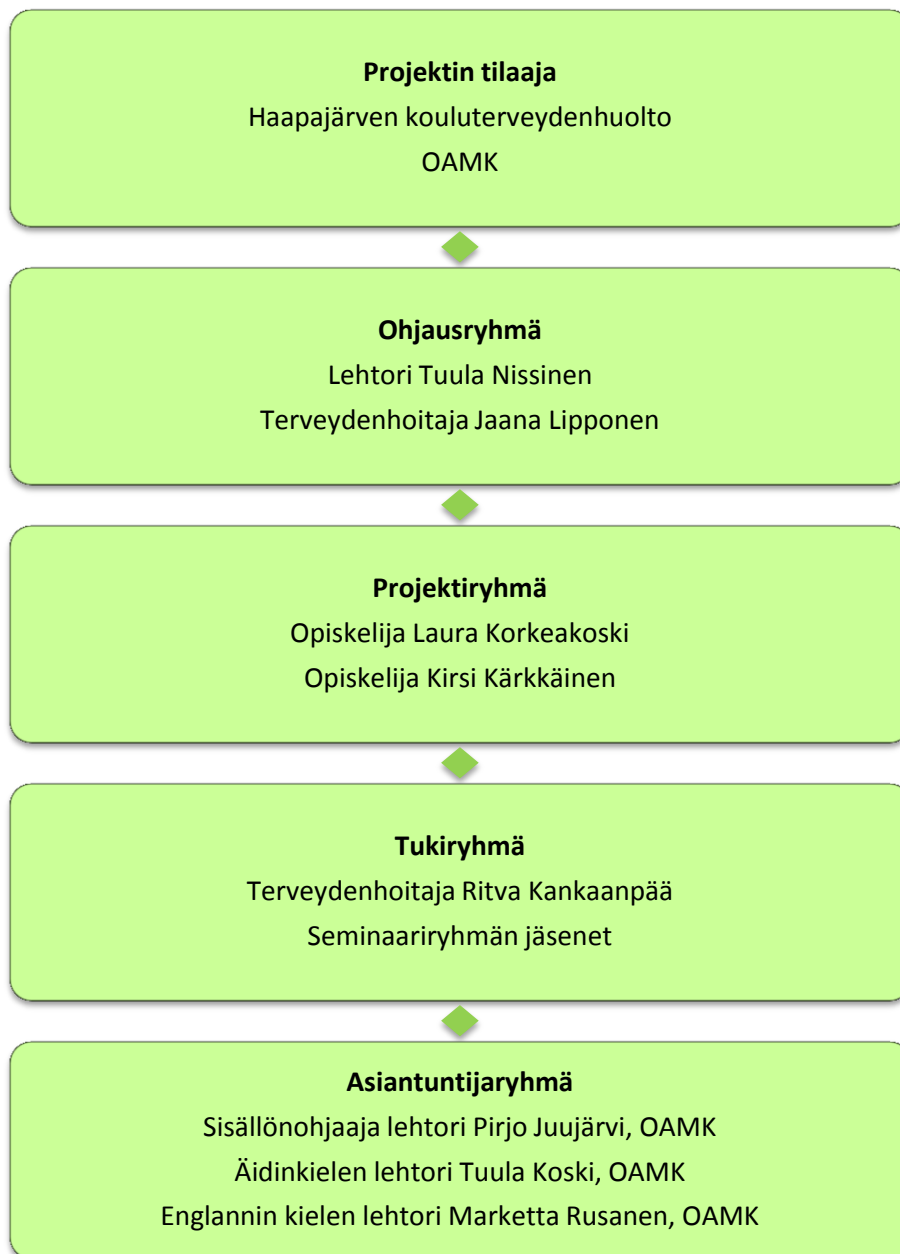 Projektin tilaaja
Haapajärven kouluterveydenhuolto
OAMK
Ohjausryhmä
Lehtori Tuula Nissinen
Terveydenhoitaja Jaana Lipponen
Projektiryhmä
Opiskelija Laura Korkeakoski
Opiskelija Kirsi Kärkkäinen
Tukiryhmä
Terveydenhoitaja Ritva Kankaanpää
Seminaariryhmän jäsenet
Asiantuntijaryhmä
Sisällönohjaaja lehtori Pirjo Juujärvi, OAMK
Äidinkielen lehtori Tuula Koski, OAMK
Englannin kielen lehtori Marketta Rusanen, OAMK